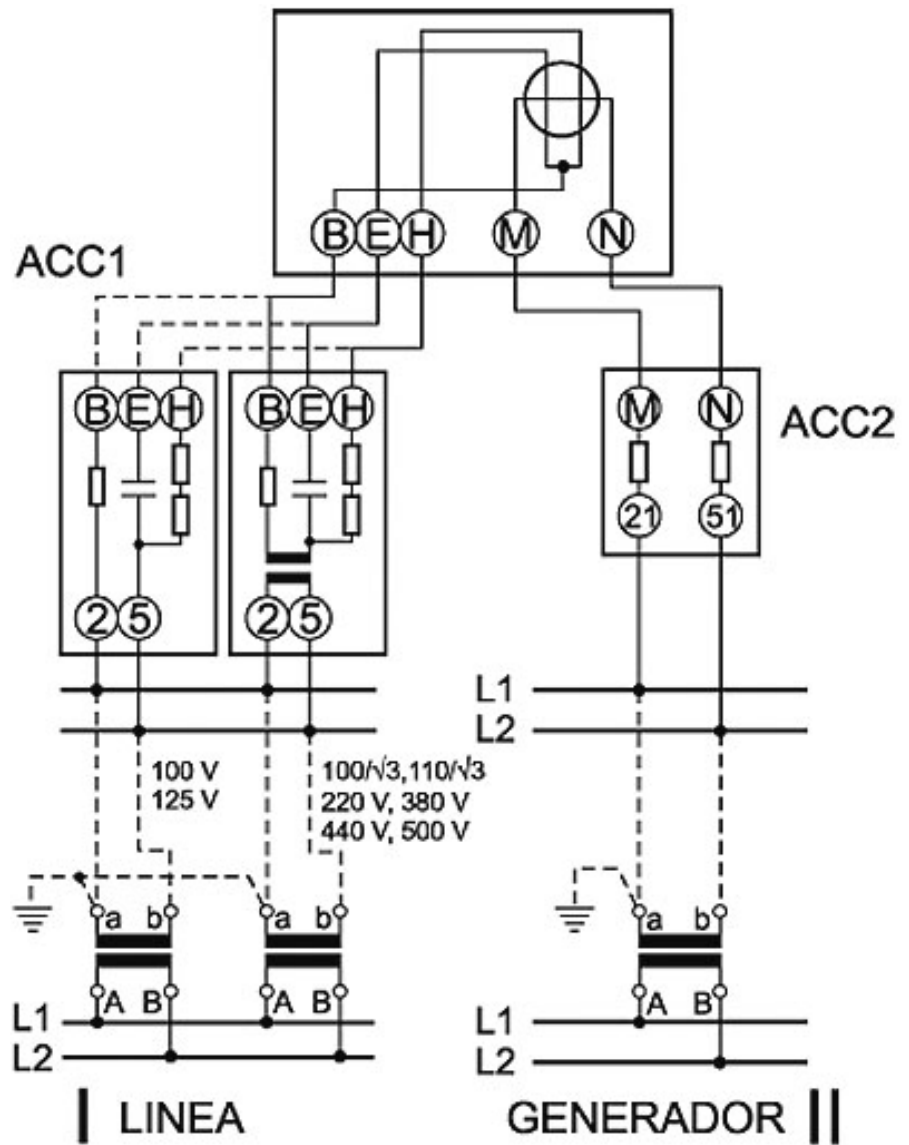 B E H M N
ACC1
B E H B E H
M N
ACC2
21 51
2 5 2 5
L1
L2
100 V
125 V
100/√3,110/√3
220 V, 380 V
440 V, 500 V
a b a b a b
A B A B A B
L1 L1
L2 L2
I LINEA GENERADOR II